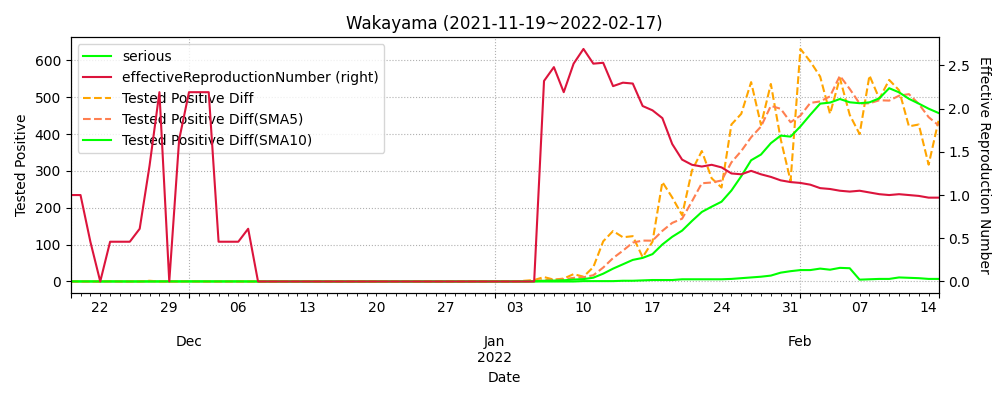 Wakayama (2021-11-19~2022-02-17)
serious
effectiveReproductionNumber (right)
Tested Positive Diff
Tested Positive Diff(SMA5)
Tested Positive Diff(SMA10)
Tested Positive
600
500
400
300
200
100
0
2.5
2.0
1.5
1.0
0.5
0.0
Effective Reproduction Number
22 29 06 13 20 27 03 10 17 24 31 07 14
Dec Jan Feb
2022
Date